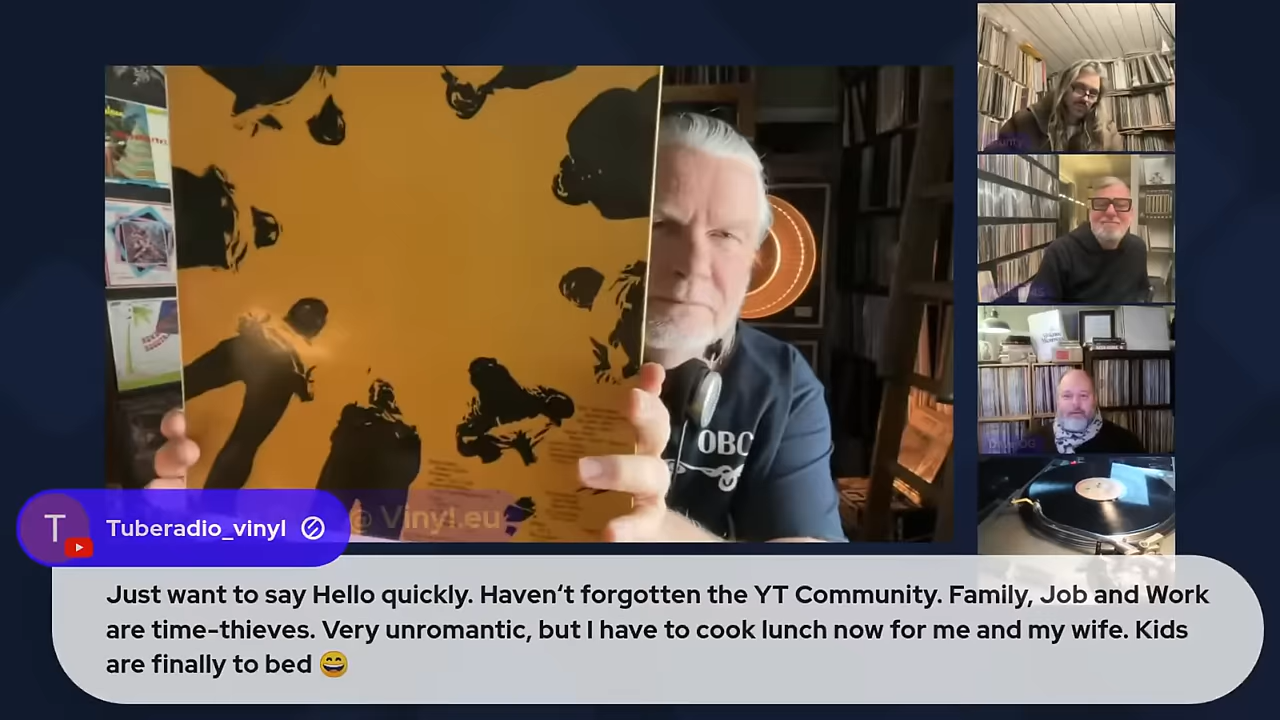 OBC
@ Vinyl.eu
Tuberadio_vinyl
Just want to say Hello quickly. Haven't forgotten the YT Community. Family, Job and Work
are time-thieves. Very unromantic, but I have to cook lunch now for me and my wife. Kids
are finally to bed 😄